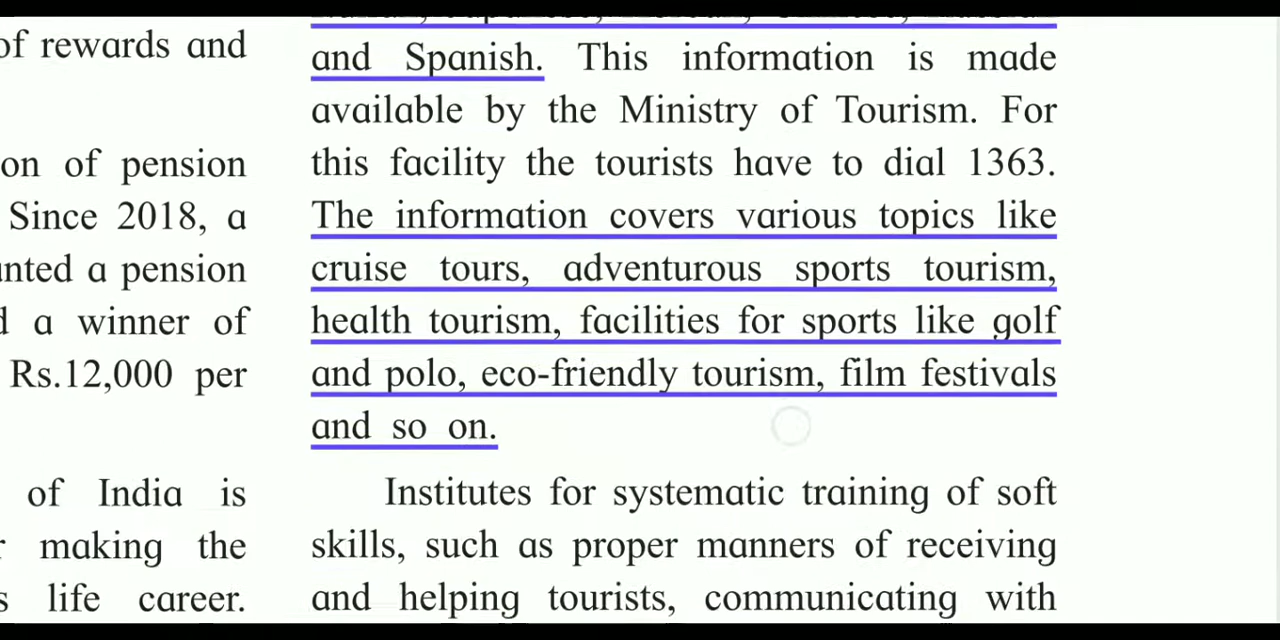 of rewards and
on of pension
Since 2018, a
a pension
a winner of
Rs.12,000 per
of India is
making the
life career.
and Spanish. This information is made
available by the Ministry of Tourism. For
this facility the tourists have to dial 1363.
The information covers various topics like
cruise tours, adventurous sports tourism,
health tourism, facilities for sports like golf
and polo, eco-friendly tourism, film festivals
and so on.
Institutes for systematic training of soft
skills, such as proper manners of receiving
and helping tourists, communicating with